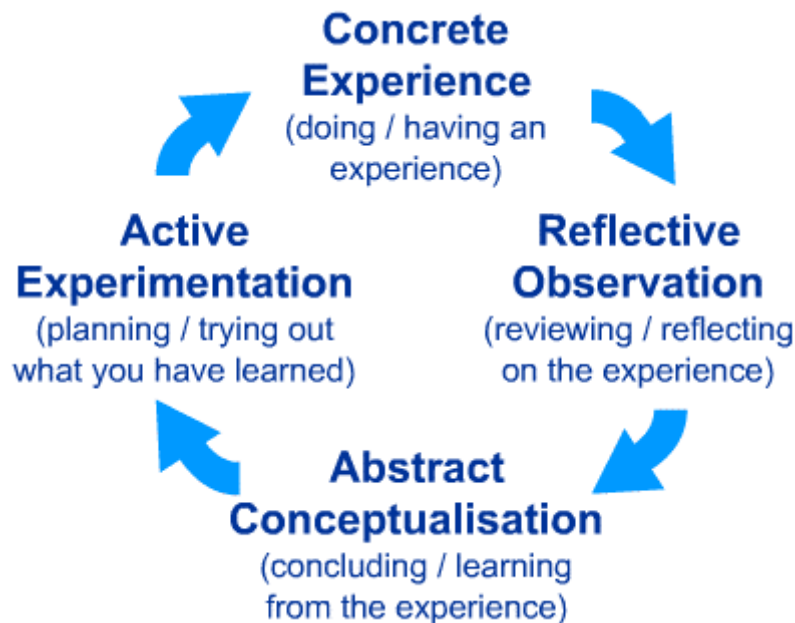 Concrete
Experience
(doing / having an
experience)
Reflective
Observation
(reviewing / reflecting
on the experience)
Abstract
Conceptualisation
(concluding / learning
from the experience)
Active
Experimentation
(planning / trying out
what you have learned)